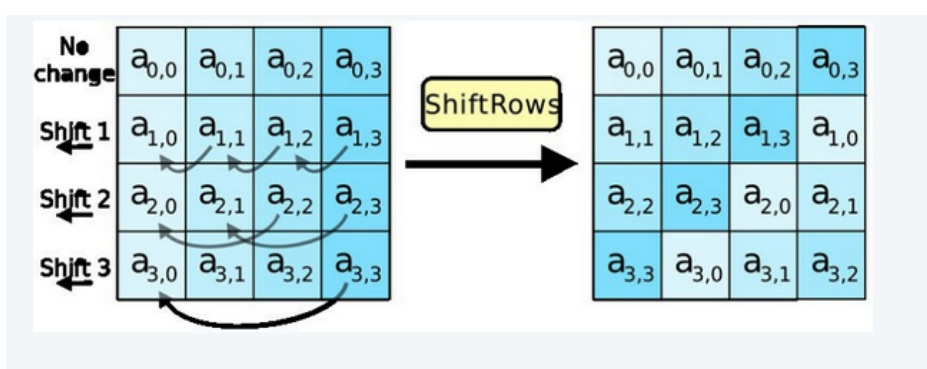 No change
a0,0 a0,1 a0,2 a0,3
Shift 1
a1,0 a1,1 a1,2 a1,3
Shift 2
a2,0 a2,1 a2,2 a2,3
Shift 3
a3,0 a3,1 a3,2 a3,3
ShiftRows
a0,0 a0,1 a0,2 a0,3
a1,1 a1,2 a1,3 a1,0
a2,2 a2,3 a2,0 a2,1
a3,3 a3,0 a3,1 a3,2